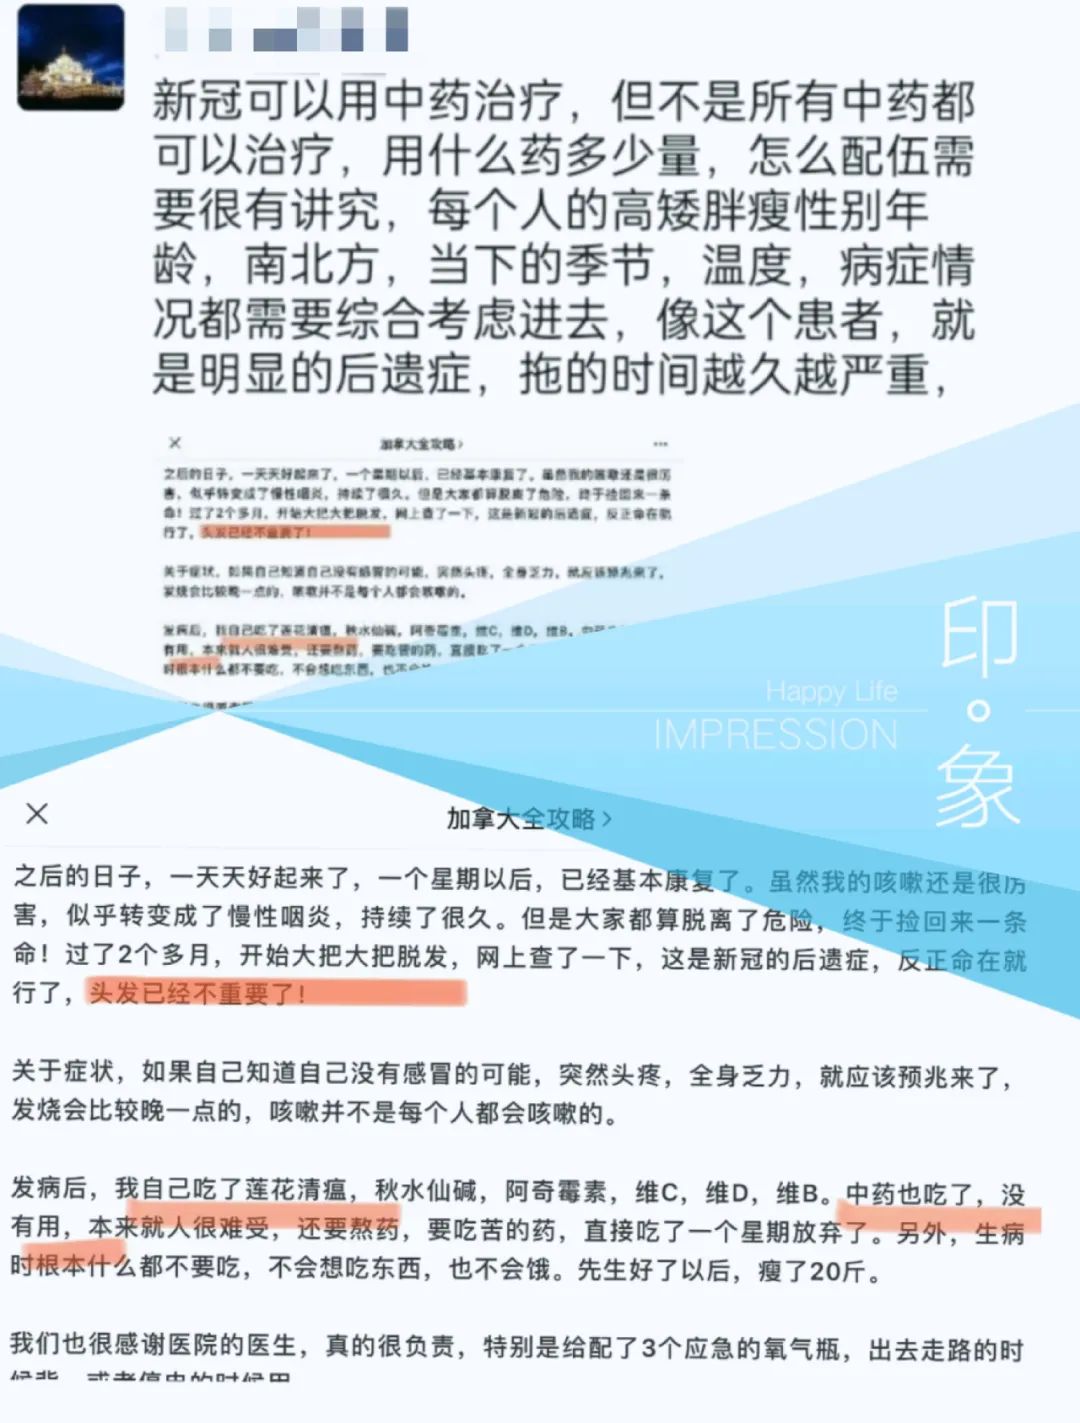 新冠可以用中药治疗，但不是所有中药都
可以治疗，用什么药多少量，怎么配伍需
要很有讲究，每个人的高矮胖瘦性别年
龄，南北方，当下的季节，温度，病症情
况都需要综合考虑进去，像这个患者，就
是明显的后遗症，拖的时间越久越严重，
加拿大全攻略
之后的日子，一天天好起来了，一个星期以后，已经基本康复了。虽然我的咳嗽还是很厉
害，似乎转变成了慢性咽炎，持续了很久。但是大家都算脱离了危险，终于捡回来一条
命！过了2个多月，开始大把大把脱发，网上查了一下，这是新冠的后遗症，反正命在就
行了，头发已经不重要了！
关于症状，如果自己知道自己没有感冒的可能，突然头疼，全身乏力，就应该预兆来了，
发烧会比较晚一点的，咳嗽并不是每个人都会咳嗽的。
发病后，我自己吃了莲花清瘟，秋水仙碱，阿奇霉素，维C，维D，维B。中药
有用，本来就人很难受，还要熬药，要吃苦的药，直接吃了一个
时根本什么都不要吃，不会想吃东西，也不会
Happy Life
IMPRESSION
印·象
加拿大全攻略
之后的日子，一天天好起来了，一个星期以后，已经基本康复了。虽然我的咳嗽还是很厉
害，似乎转变成了慢性咽炎，持续了很久。但是大家都算脱离了危险，终于捡回来一条
命！过了2个多月，开始大把大把脱发，网上查了一下，这是新冠的后遗症，反正命在就
行了，头发已经不重要了！
关于症状，如果自己知道自己没有感冒的可能，突然头疼，全身乏力，就应该预兆来了，
发烧会比较晚一点的，咳嗽并不是每个人都会咳嗽的。
发病后，我自己吃了莲花清瘟，秋水仙碱，阿奇霉素，维C，维D，维B。中药也吃了，没
有用，本来就人很难受，还要熬药，要吃苦的药，直接吃了一个星期放弃了。另外，生病
时根本什么都不要吃，不会想吃东西，也不会饿。先生好了以后，瘦了20斤。
我们也很感谢医院的医生，真的很负责，特别是给配了3个应急的氧气瓶，出去走路的时
候背，或者停电的时候用